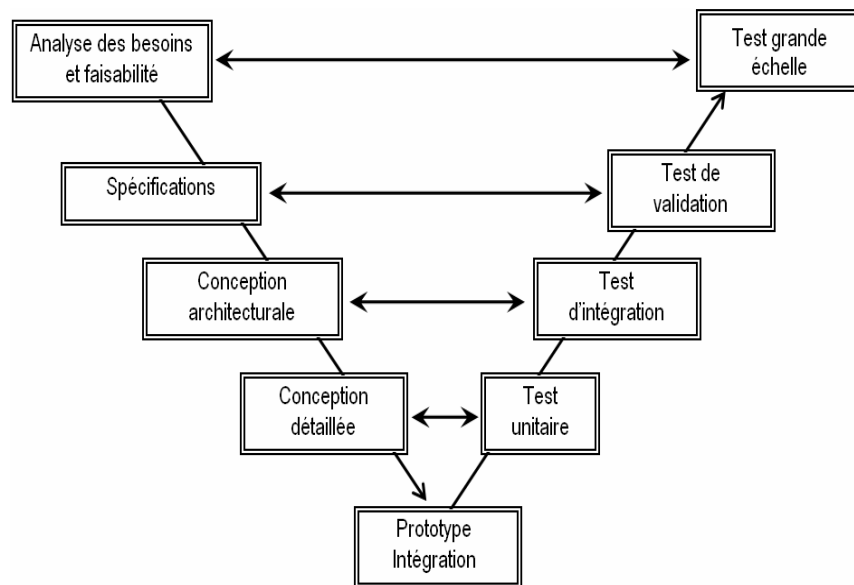 Analyse des besoins
et faisabilité
Test grande
échelle
Spécifications
Test de
validation
Conception
architecturale
Test
d'intégration
Conception
détaillée
Test
unitaire
Prototype
Intégration